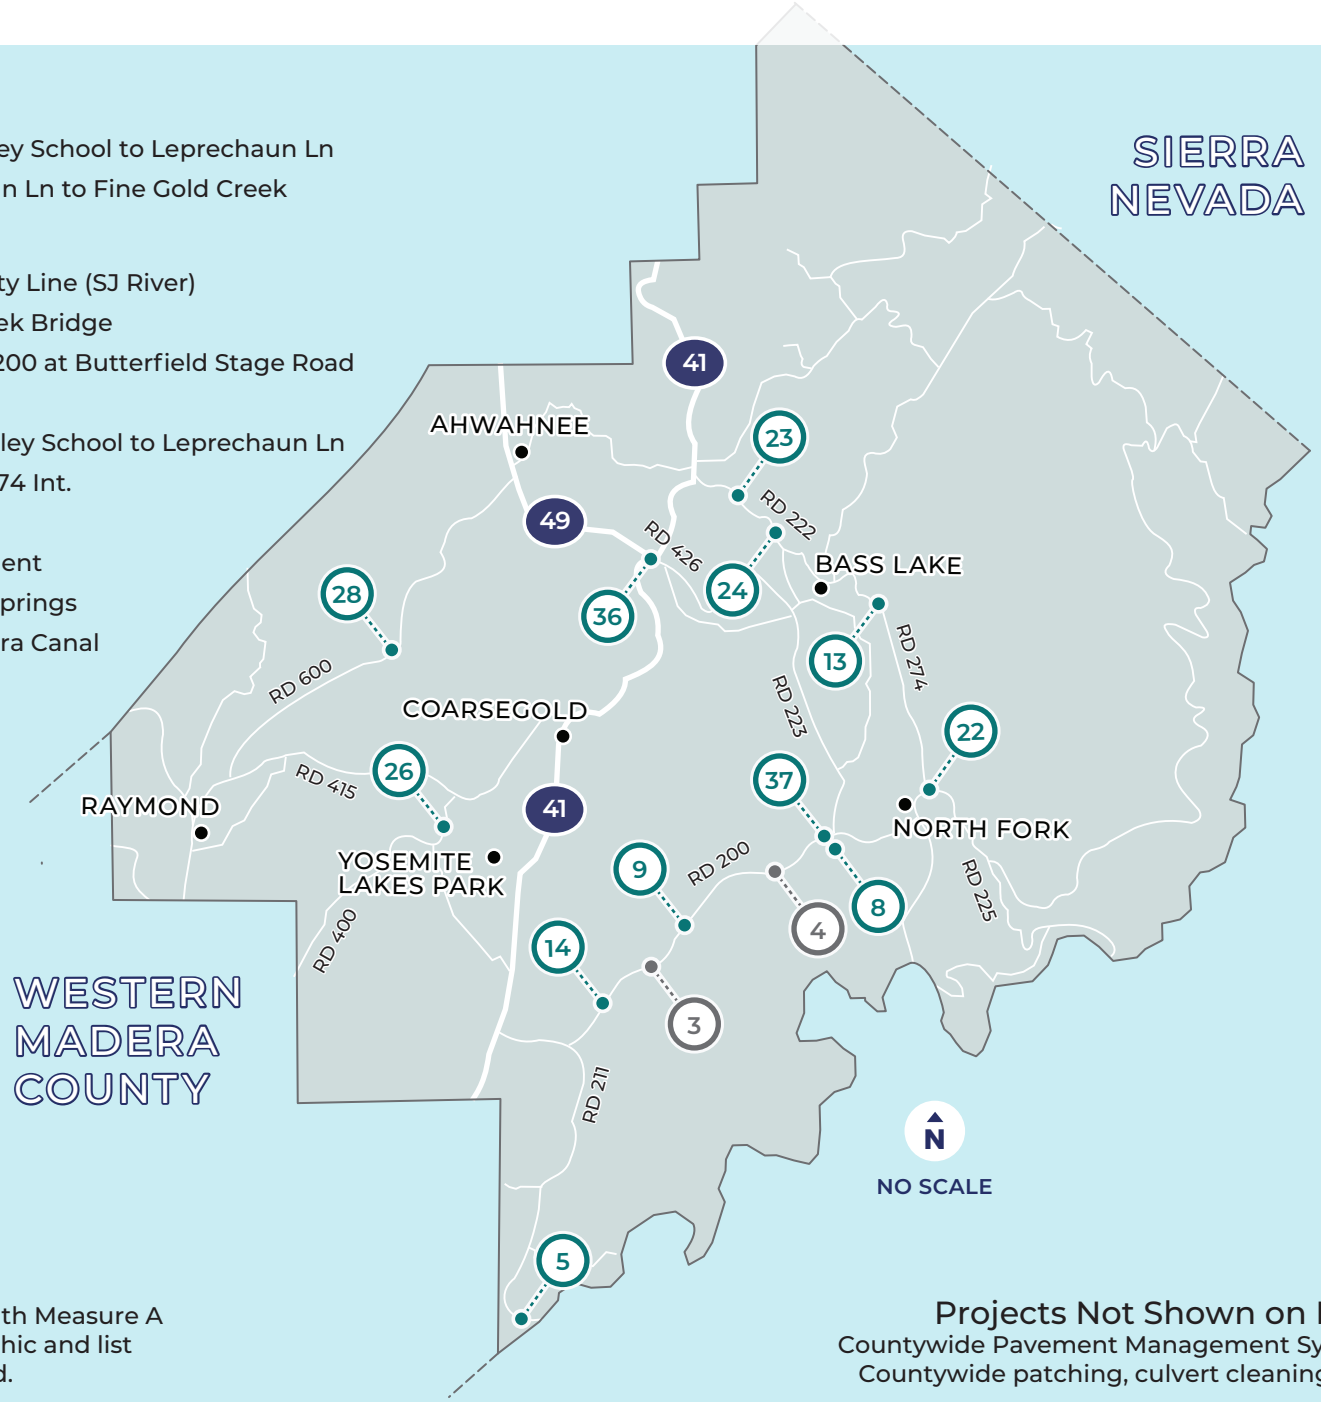 ey School to Leprechaun Ln
n Ln to Fine Gold Creek
ty Line (SJ River)
ek Bridge
200 at Butterfield Stage Road
ley School to Leprechaun Ln
74 Int.
ent
prings
ra Canal
SIERRA
NEVADA
41
AHWAHNEE
23
49
RD 222
RD 426
BASS LAKE
28
36
24
13
RD 600
RD 274
COARSEGOLD
RD 223
22
26
37
RD 415
41
RAYMOND
NORTH FORK
YOSEMITE
LAKES PARK
9
RD 200
8
RD 225
4
RD 400
14
3
WESTERN
MADERA
COUNTY
RD 211
N
NO SCALE
5
th Measure A
hic and list
d.
Projects Not Shown on
Countywide Pavement Management Sy
Countywide patching, culvert cleaning